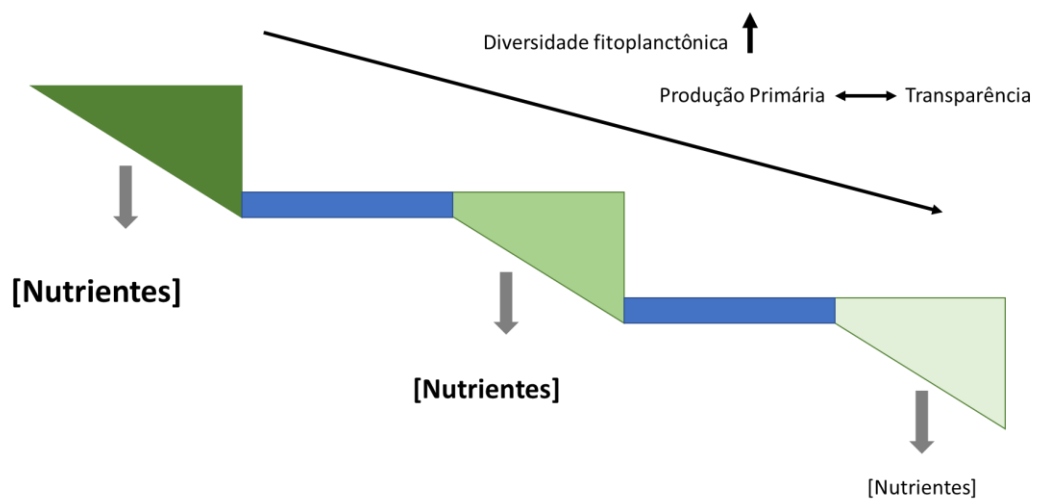 Diversidade fitoplanctônica
Produção Primária
Transparência
[Nutrientes]
[Nutrientes]
[Nutrientes]